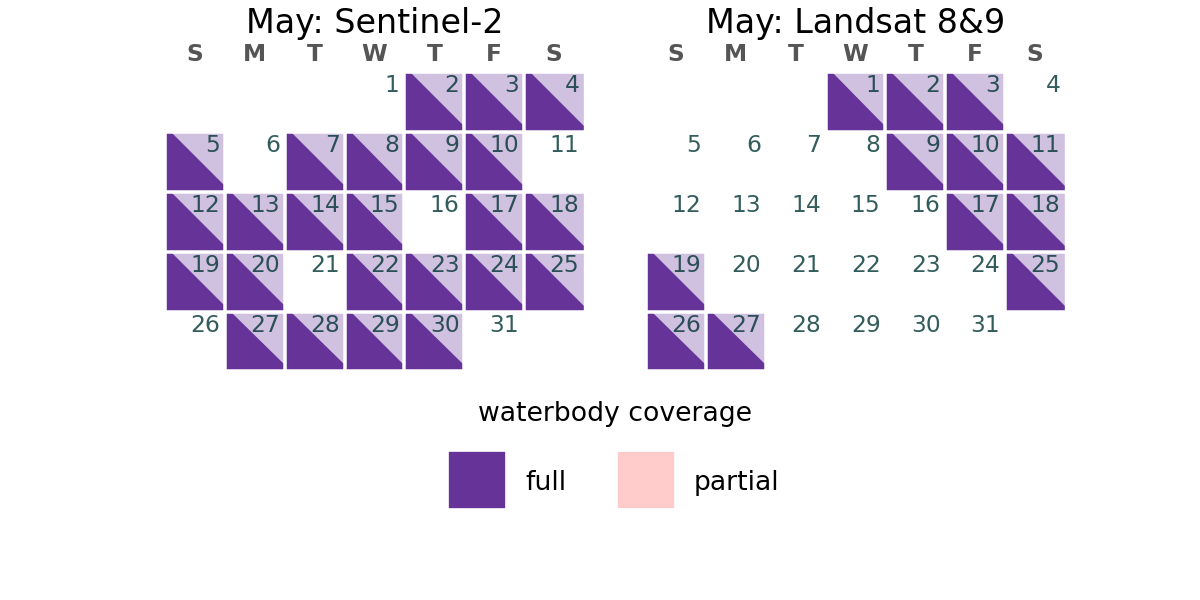 May: Sentinel-2
S M T W T F S
1 2 3 4
5 6 7 8 9 10 11
12 13 14 15 16 17 18
19 20 21 22 23 24 25
26 27 28 29 30 31
May: Landsat 8&9
S M T W T F S
1 2 3 4
5 6 7 8 9 10 11
12 13 14 15 16 17 18
19 20 21 22 23 24 25
26 27 28 29 30 31
waterbody coverage
full partial